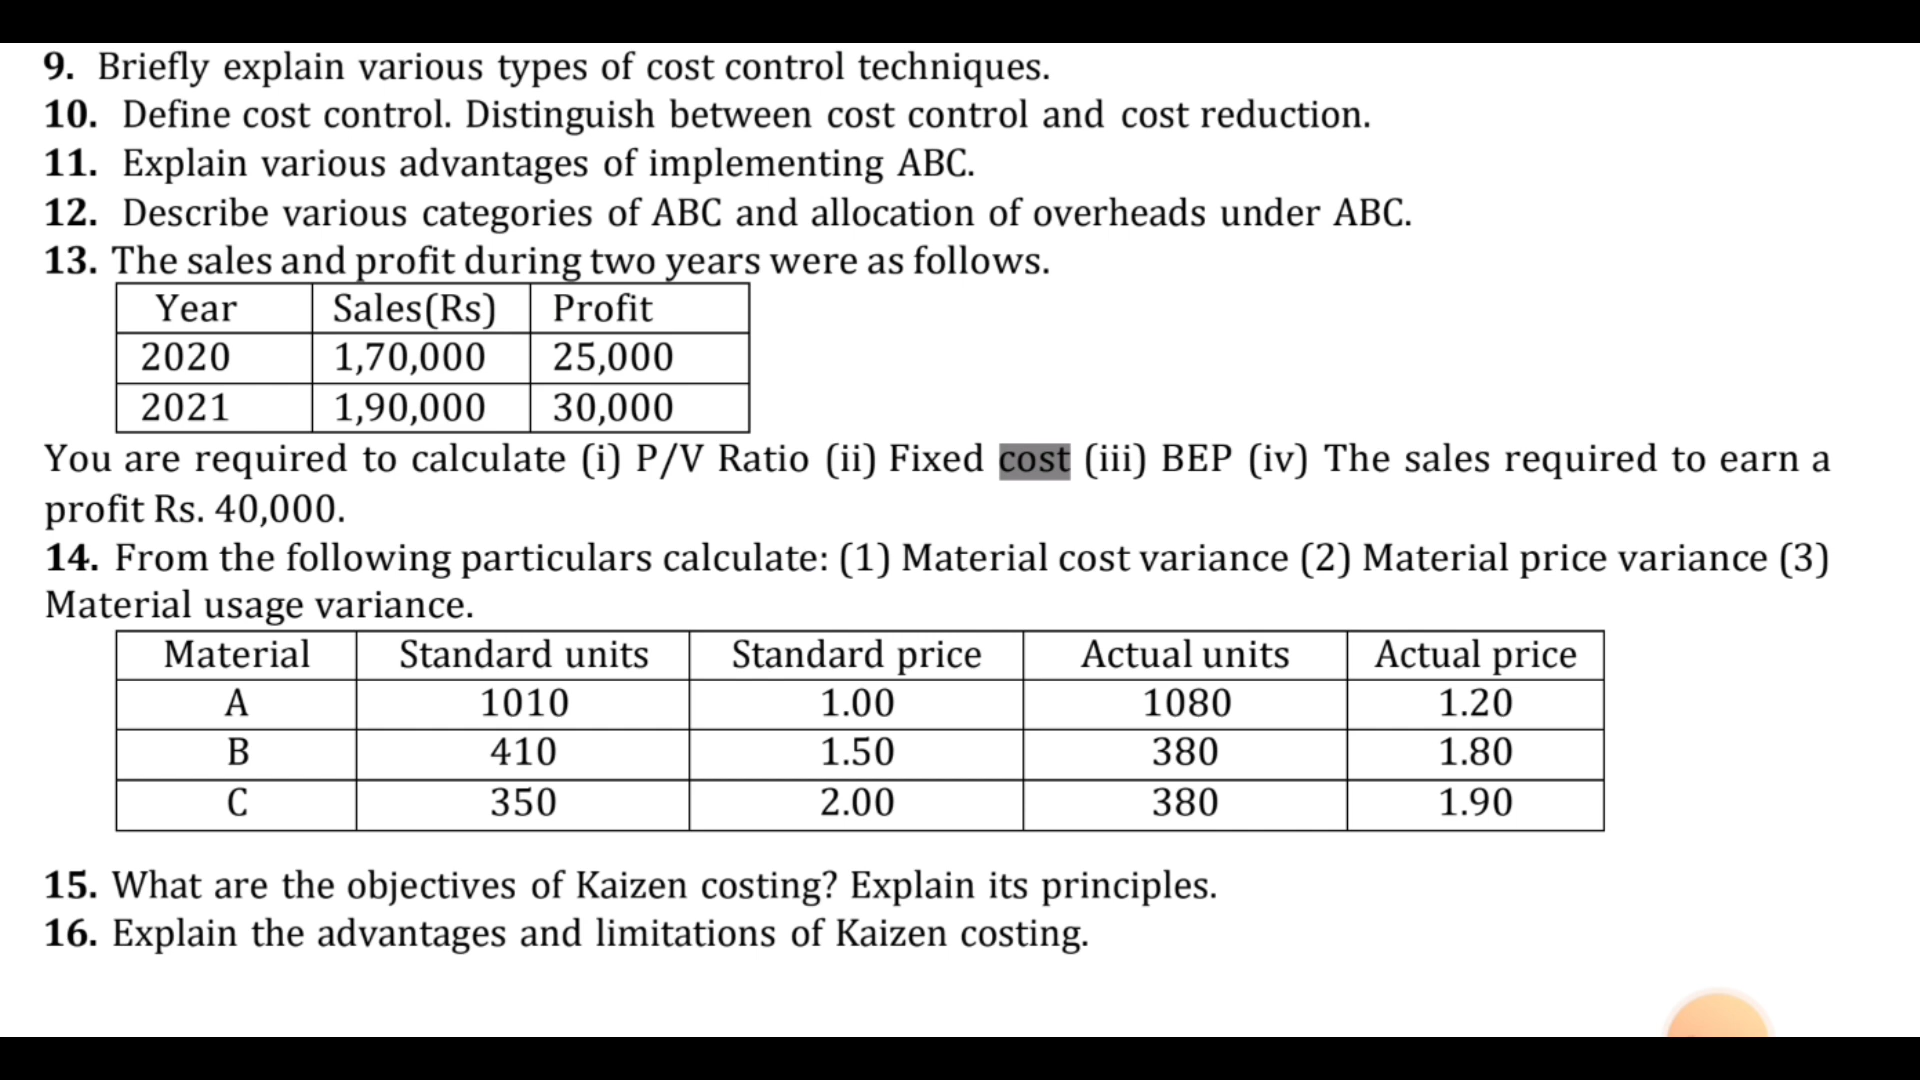 9. Briefly explain various types of cost control techniques.
10. Define cost control. Distinguish between cost control and cost reduction.
11. Explain various advantages of implementing ABC.
12. Describe various categories of ABC and allocation of overheads under ABC.
13. The sales and profit during two years were as follows.
Year Sales(Rs) Profit
2020 1,70,000 25,000
2021 1,90,000 30,000
You are required to calculate (i) P/V Ratio (ii) Fixed cost (iii) BEP (iv) The sales required to earn a
profit Rs. 40,000.
14. From the following particulars calculate: (1) Material cost variance (2) Material price variance (3)
Material usage variance.
Material Standard units Standard price Actual units Actual price
A 1010 1.00 1080 1.20
B 410 1.50 380 1.80
C 350 2.00 380 1.90
15. What are the objectives of Kaizen costing? Explain its principles.
16. Explain the advantages and limitations of Kaizen costing.